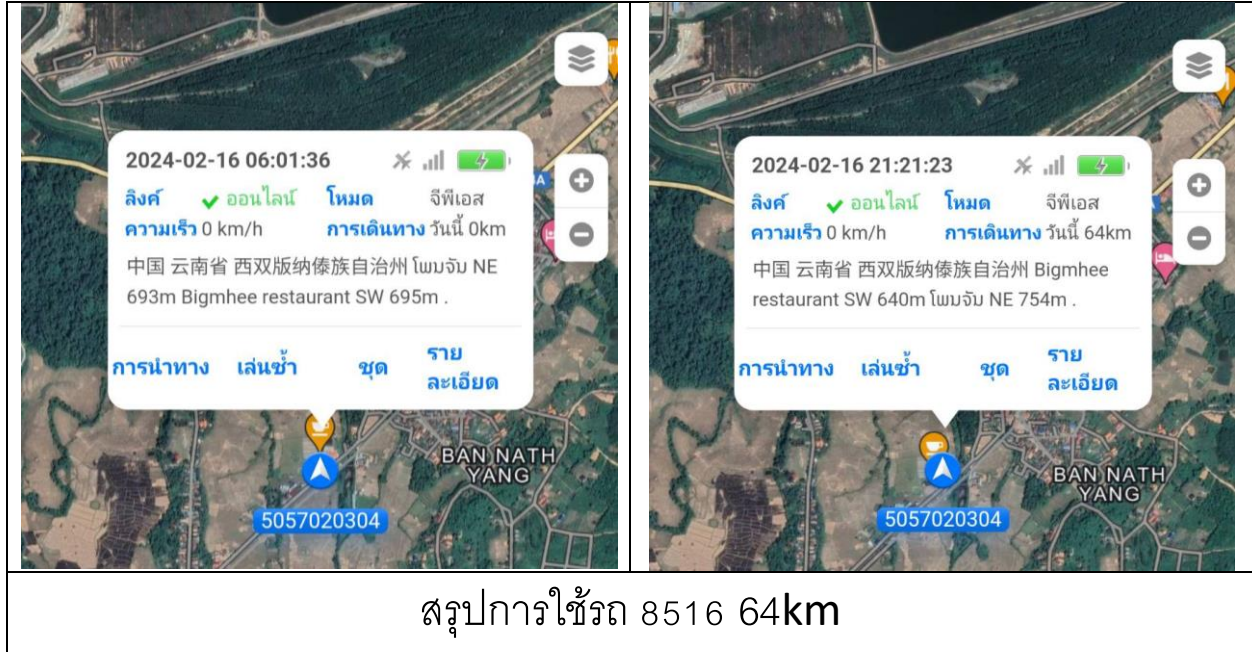 2024-02-16 06:01:36
ลิงค์ ออนไลน์ โหมด จีพีเอส
ความเร็ว 0 km/h การเดินทาง วันนี้ 0km
中国 云南省 西双版纳傣族自治州 ໂພນຈັບ NE
693m Bigmhee restaurant SW 695m .
การนำทาง เล่นซ้ำ ชุด ราย
ละเอียด
BAN NATH
YANG
5057020304
2024-02-16 21:21:23
ลิงค์ ออนไลน์ โหมด จีพีเอส
ความเร็ว 0 km/h การเดินทาง วันนี้ 64km
中国 云南省 西双版纳傣族自治州 Bigmhee
restaurant SW 640m ໂພນຈັບ NE 754m .
การนำทาง เล่นซ้ำ ชุด ราย
ละเอียด
BAN NATH
YANG
5057020304
สรุปการใช้รถ 8516 64km